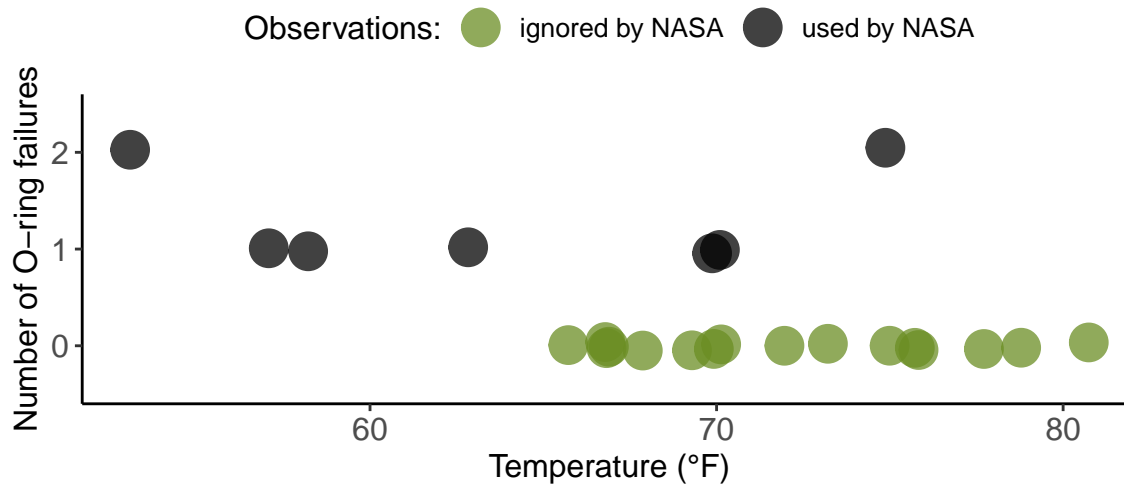 Observations: ignored by NASA used by NASA
Number of O−ring failures
2
1
0
60 70 80
Temperature (°F)